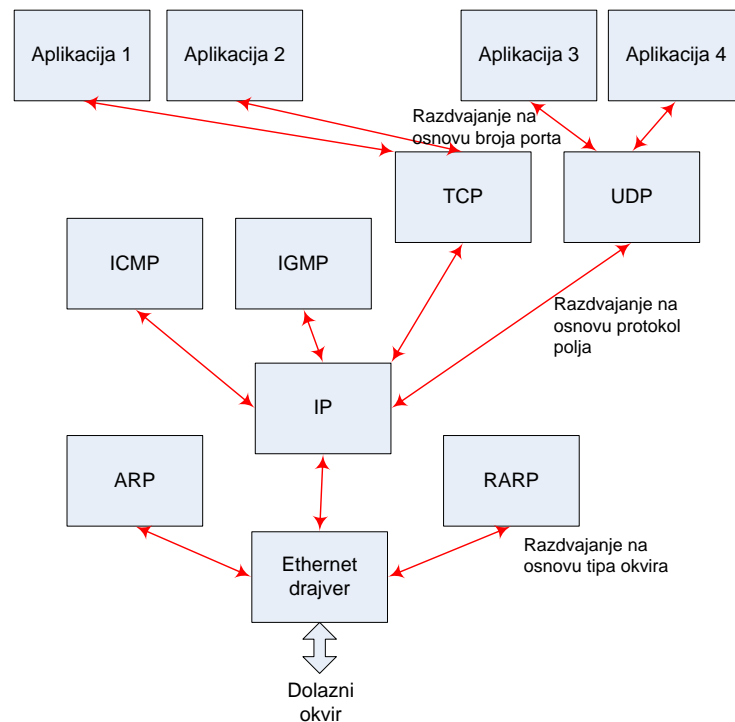 Aplikacija 1
Aplikacija 2
Aplikacija 3
Aplikacija 4
Razdvajanje na
osnovu broja porta
TCP
UDP
ICMP
IGMP
Razdvajanje na
osnovu protokol
polja
IP
ARP
RARP
Ethernet
drajver
Razdvajanje na
osnovu tipa okvira
Dolazni
okvir